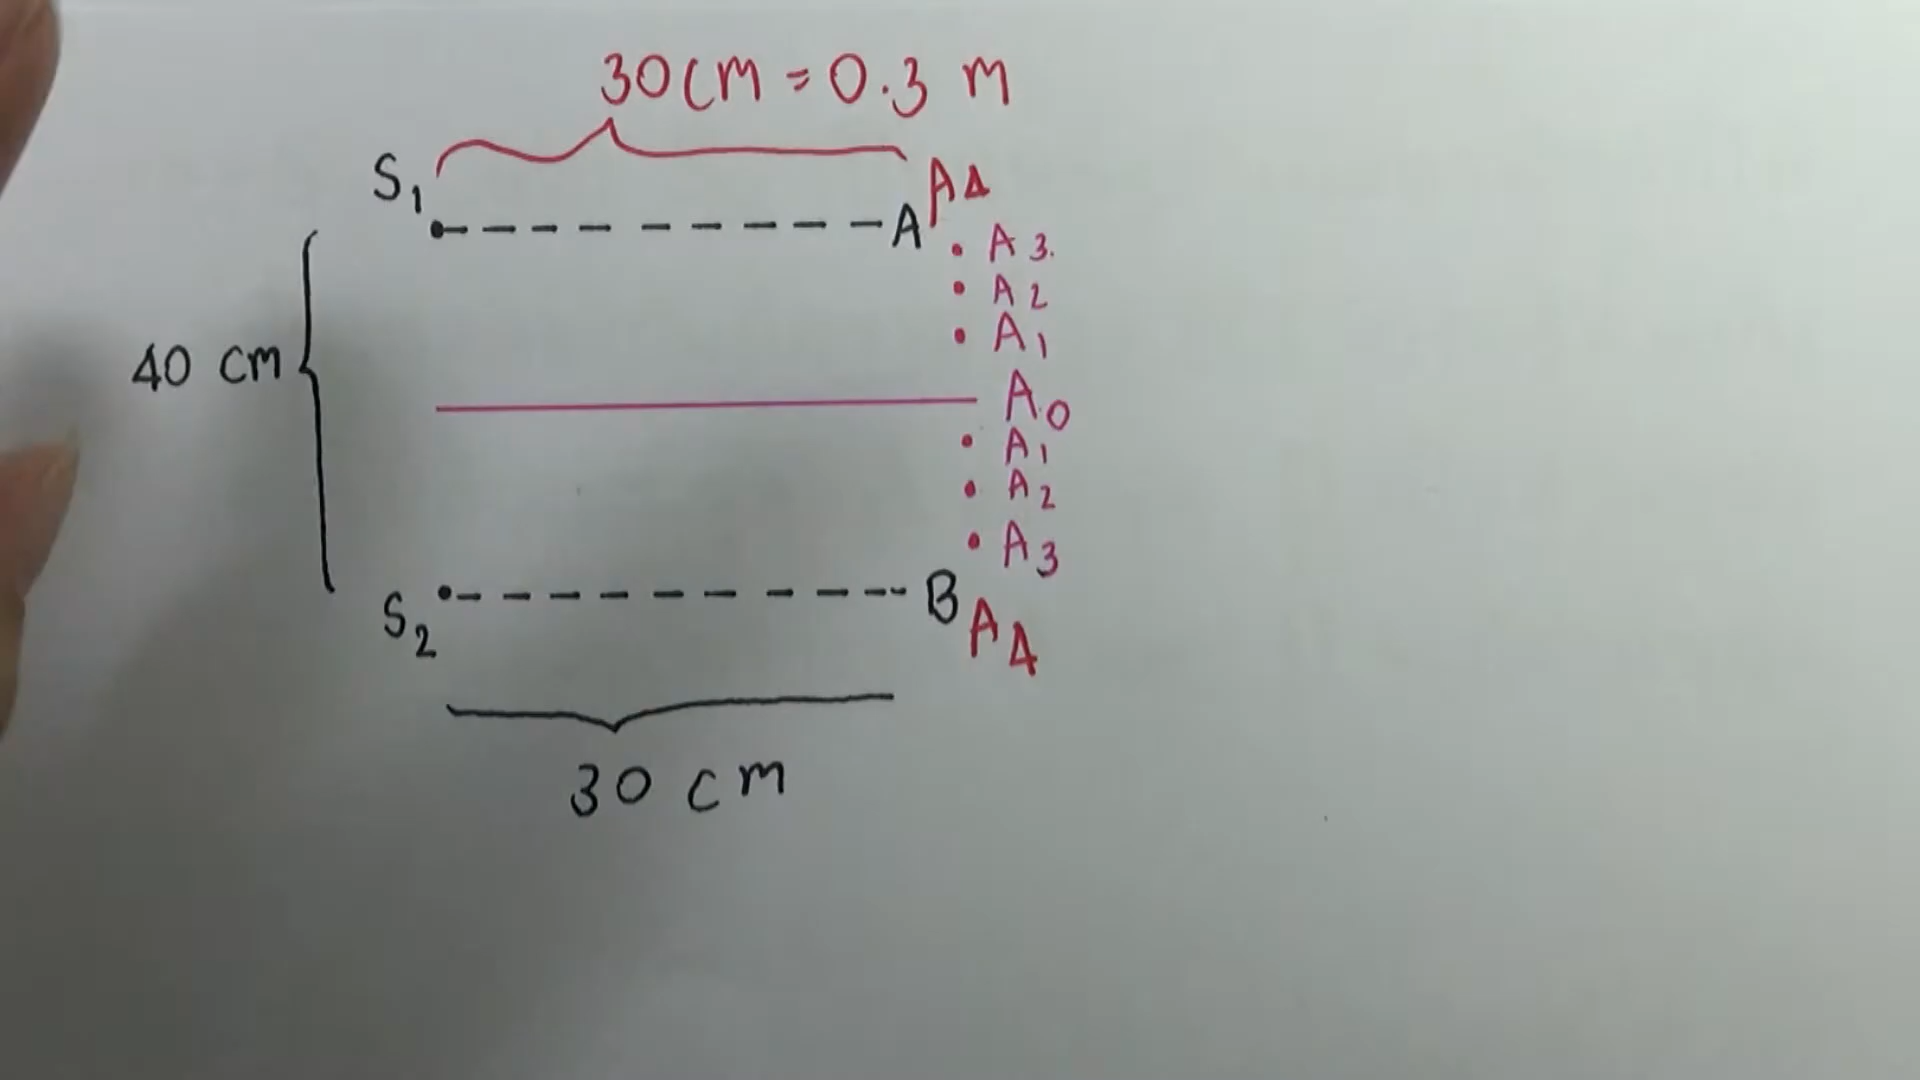 30 cm = 0.3 m
S1
A A4
A3.
A2
A1
40 cm
A0
A1
A2
A3
S2
B A4
30 cm